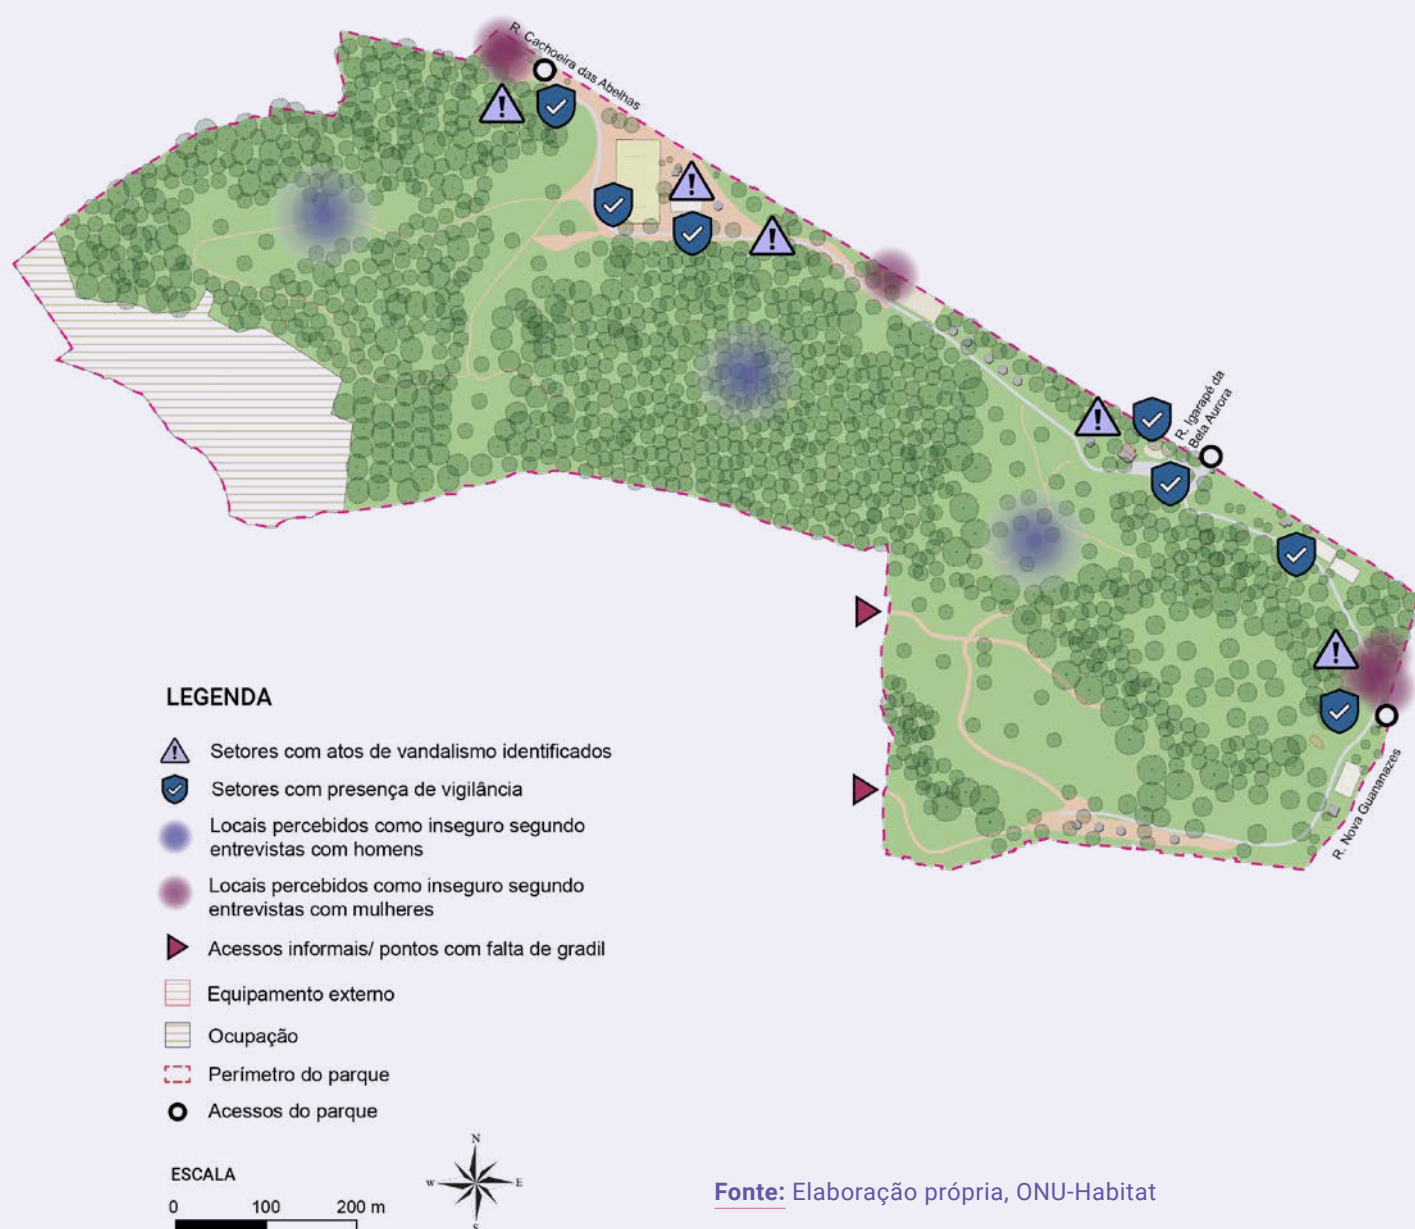 R. Cachoeira das Abelhas
R. Igarapé da
Bela Aurora
R. Nova Guananazes
LEGENDA
Setores com atos de vandalismo identificados
Setores com presença de vigilância
Locais percebidos como inseguro segundo
entrevistas com homens
Locais percebidos como inseguro segundo
entrevistas com mulheres
Acessos informais/ pontos com falta de gradil
Equipamento externo
Ocupação
Perímetro do parque
Acessos do parque
ESCALA
0 100 200 m
N
W E
S
Fonte: Elaboração própria, ONU-Habitat